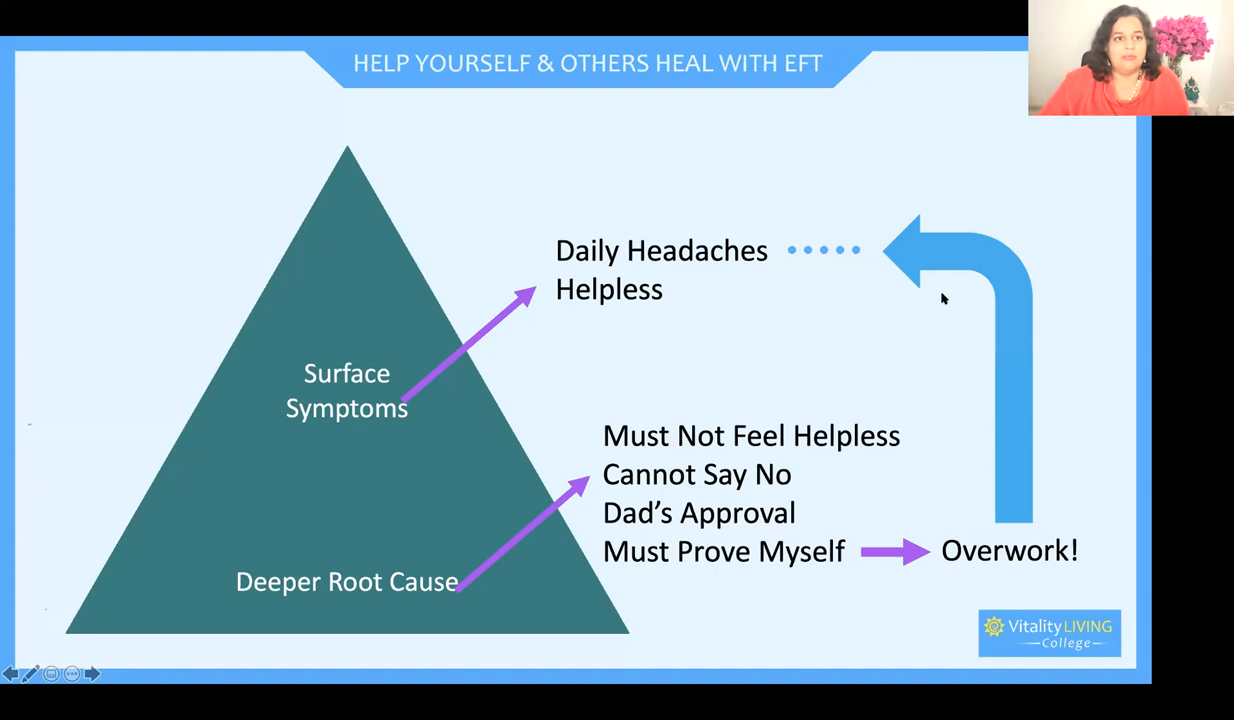 HELP YOURSELF & OTHERS HEAL WITH EFT
Daily Headaches
Helpless
Surface
Symptoms
Must Not Feel Helpless
Cannot Say No
Dad's Approval
Must Prove Myself
Overwork!
Deeper Root Cause
Vitality LIVING
College